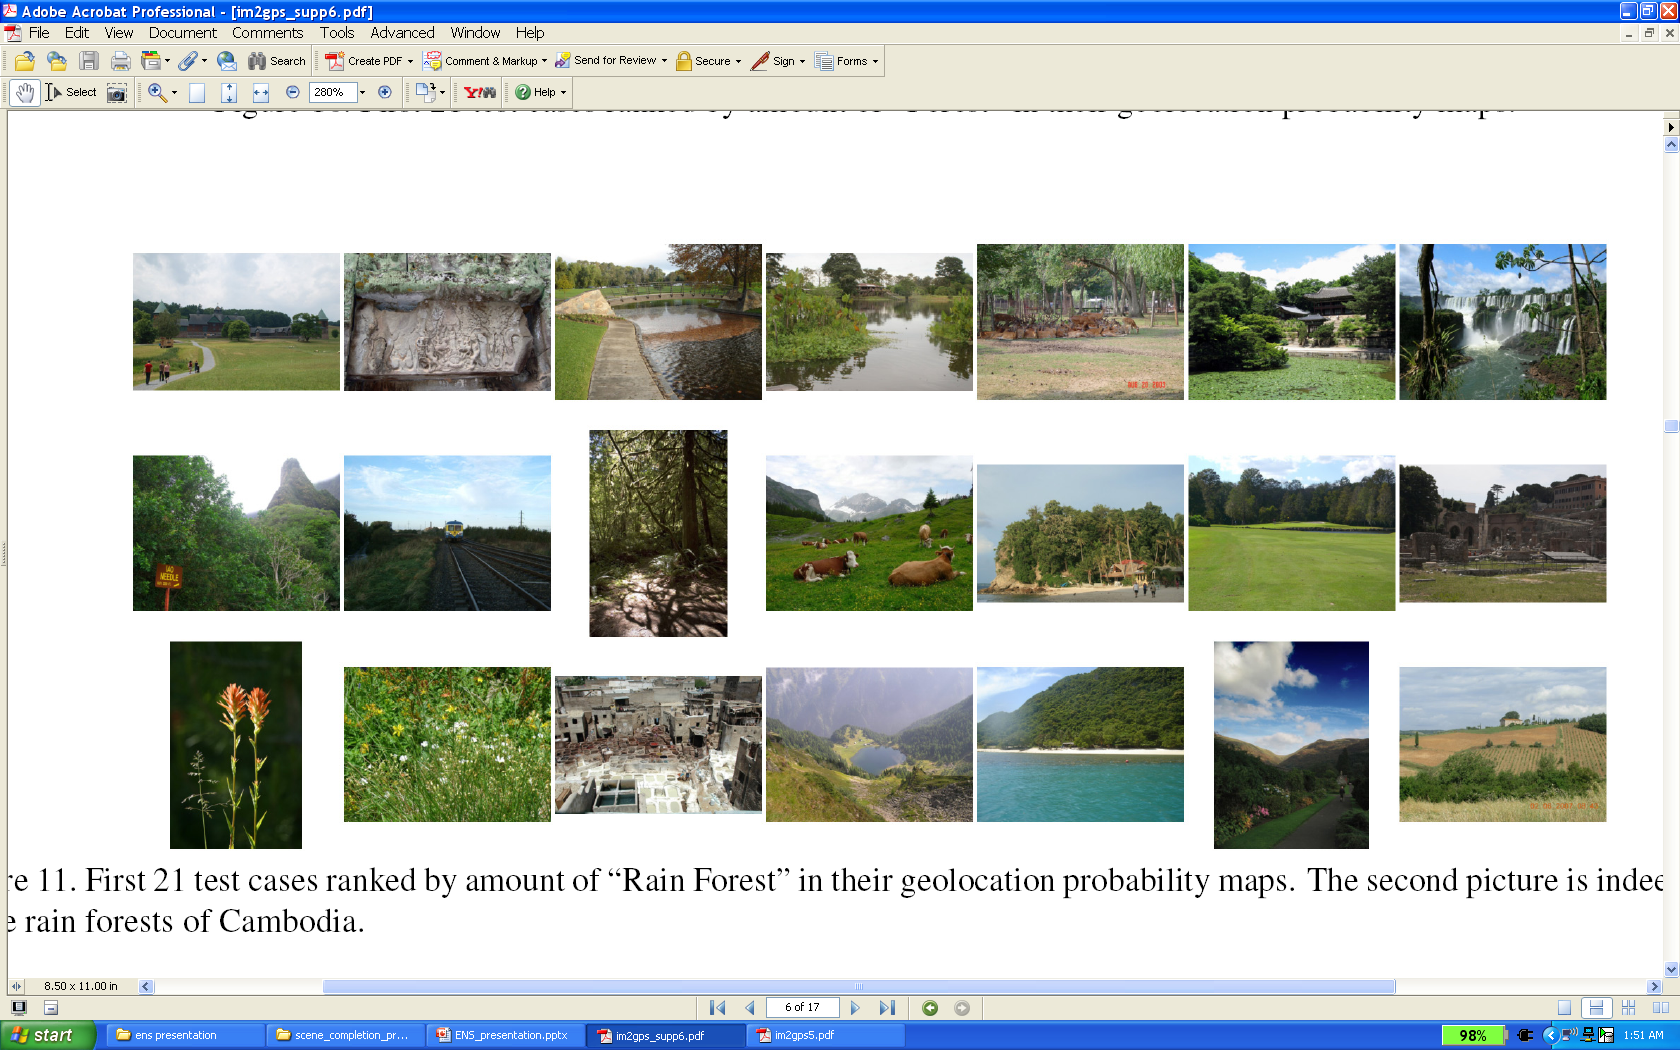 Adobe Acrobat Professional - [im2gps_supp6.pdf]
File Edit View Document Comments Tools Advanced Window Help
Search Create PDF Comment & Markup Send for Review Secure Sign Forms
Select 280% Y! Help
IAO
NEEDLE
re 11. First 21 test cases ranked by amount of “Rain Forest” in their geolocation probability maps. The second picture is indee
e rain forests of Cambodia.
8.50 x 11.00 in
6 of 17
start ens presentation scene_completion_pr... ENS_presentation.pptx im2gps_supp6.pdf im2gps5.pdf 98% 1:51 AM